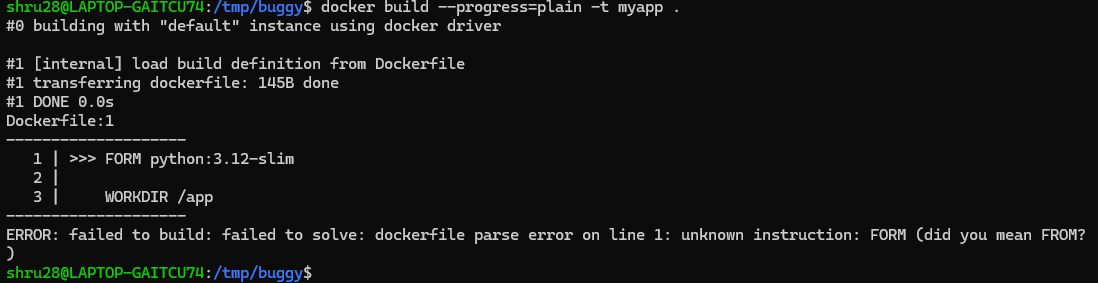 shru28@LAPTOP-GAITCU74:/tmp/buggy$ docker build --progress=plain -t myapp .
#0 building with "default" instance using docker driver

#1 [internal] load build definition from Dockerfile
#1 transferring dockerfile: 145B done
#1 DONE 0.0s
Dockerfile:1
--------------------
   1 | >>> FORM python:3.12-slim
   2 |
   3 |     WORKDIR /app
--------------------
ERROR: failed to build: failed to solve: dockerfile parse error on line 1: unknown instruction: FORM (did you mean FROM?
)
shru28@LAPTOP-GAITCU74:/tmp/buggy$